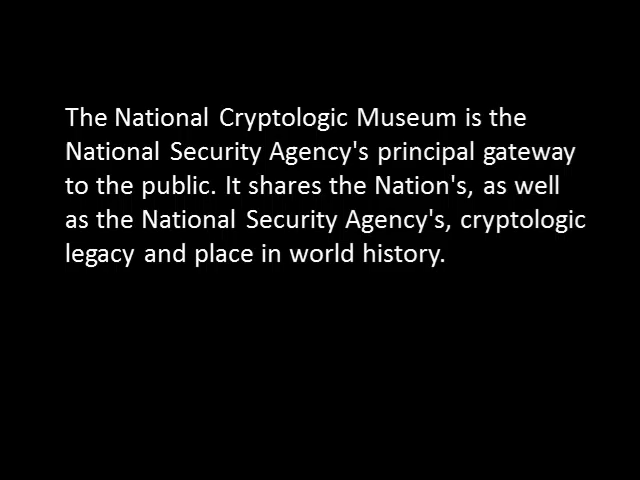 The National Cryptologic Museum is the
National Security Agency's principal gateway
to the public. It shares the Nation's, as well
as the National Security Agency's, cryptologic
legacy and place in world history.